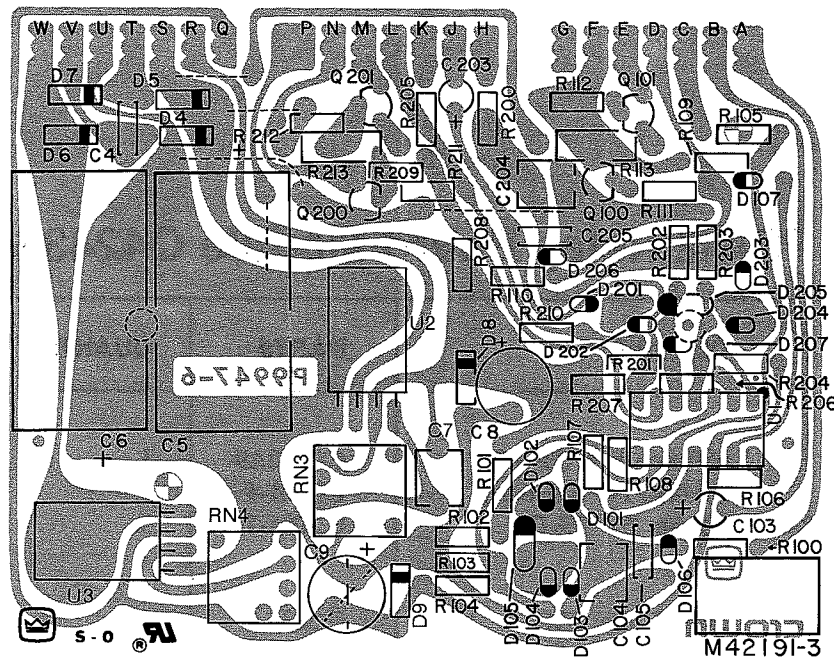 W V U T S R Q P N M L K J H G F E D C B A
D7 D5 Q201 R205 C203 R200 R112 Q101 R109 R105
D6 C4 D4 R212 R211 C204 R113
R213 R209 Q200 Q100 R111 D107
R208 C205 R202 R203 D203
D206 R110 D201 D205
U2 R210 D204
D8 D202 D207
P9947-6 R201 R204
R207 R206
U1
C6 C5 C7 C8 D102 R107
RN3 R101 R108 R106
RN4 R102 D101 C103
C9 R103 R100
U3 D9 R104 D105 D104 D103 C104 C105 D106
S-0 ® M42191-3